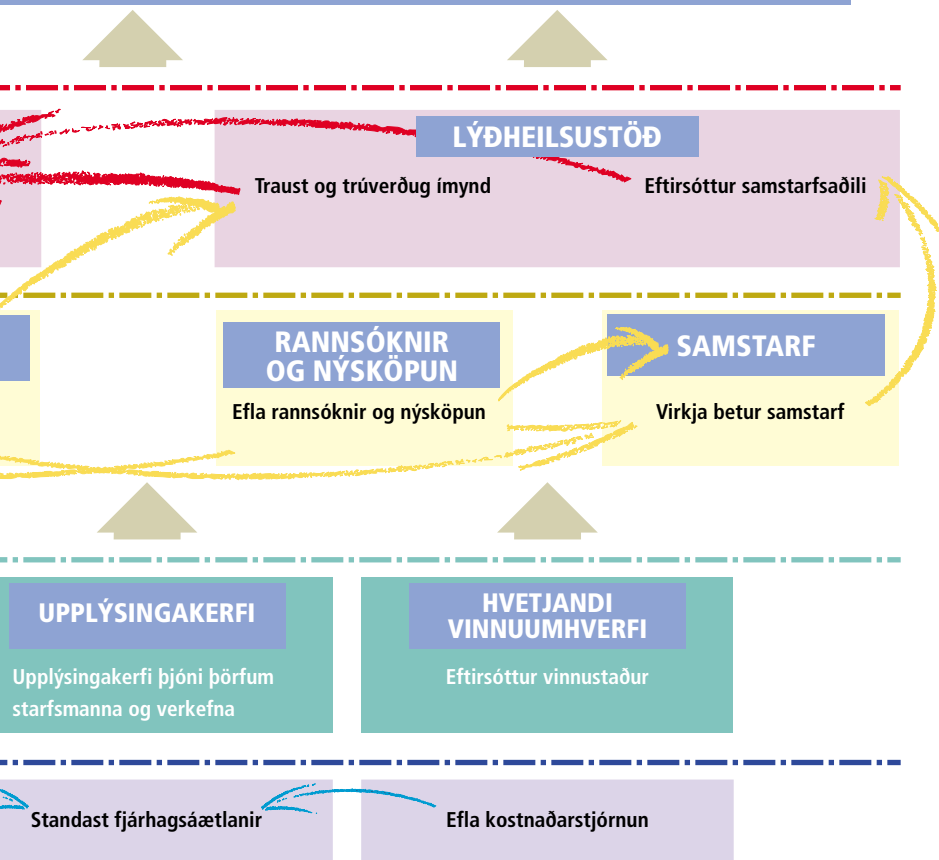 LÝÐHEILSUSTÖÐ
Traust og trúverðug ímynd
Eftirsóttur samstarfsaðili
RANNSÓKNIR
OG NÝSKÖPUN
Efla rannsóknir og nýsköpun
SAMSTARF
Virkja betur samstarf
UPPLÝSINGAKERFI
Upplýsingakerfi þjóni þörfum
starfsmanna og verkefna
HVETJANDI
VINNUUMHVERFI
Eftirsóttur vinnustaður
Standast fjárhagsáætlanir
Efla kostnaðarstjórnun